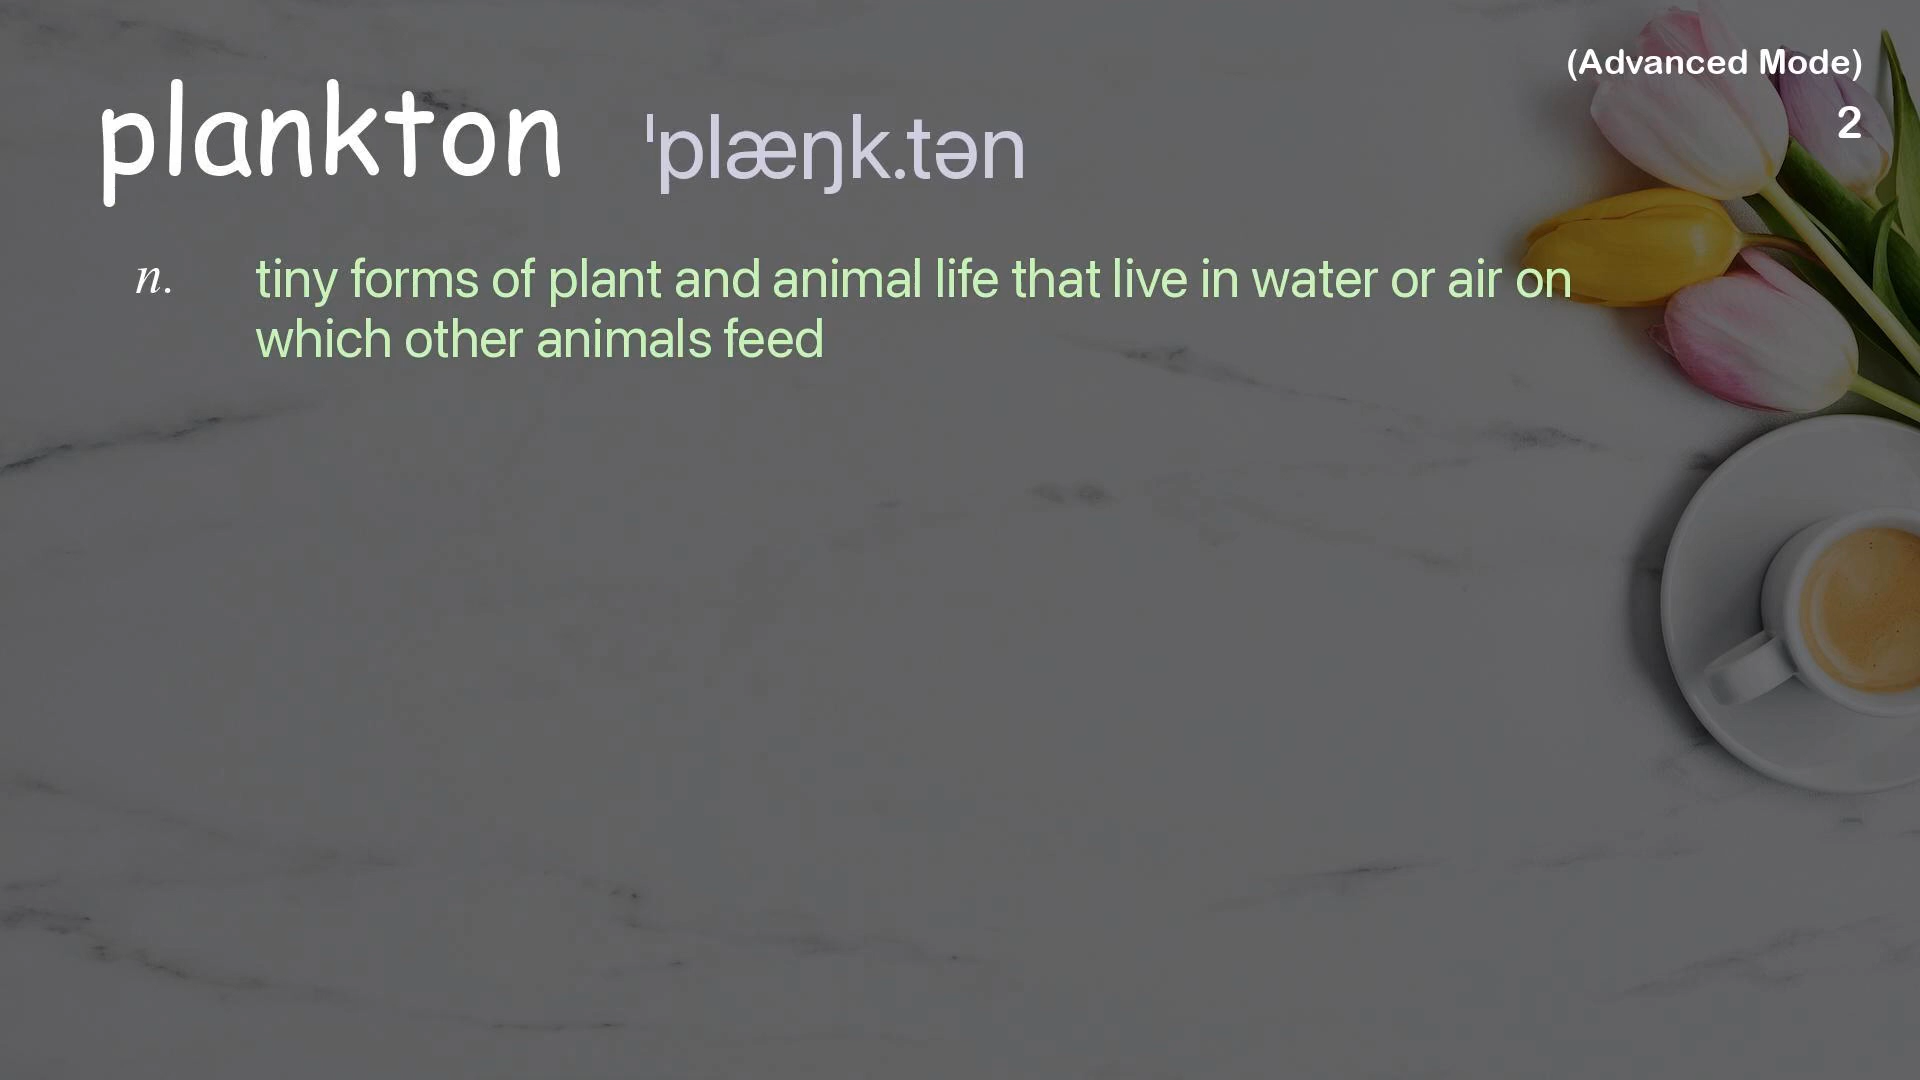 (Advanced Mode)
2
plankton ˈplæŋk.tən
n. tiny forms of plant and animal life that live in water or air on
which other animals feed